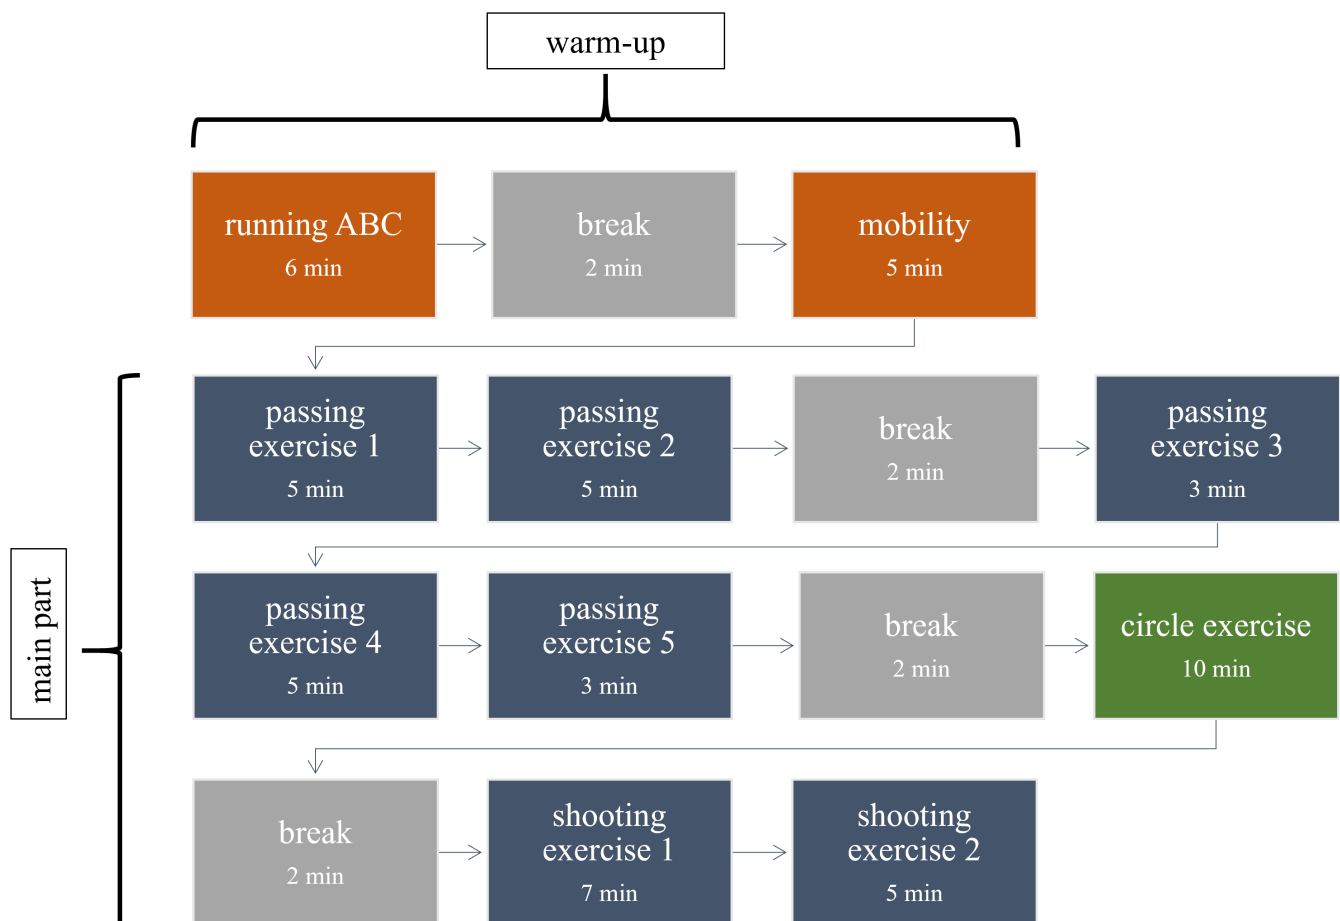 warm-up
running ABC
6 min
break
2 min
mobility
5 min
main part
passing
exercise 1
5 min
passing
exercise 2
5 min
break
2 min
passing
exercise 3
3 min
passing
exercise 4
5 min
passing
exercise 5
3 min
break
2 min
circle exercise
10 min
break
2 min
shooting
exercise 1
7 min
shooting
exercise 2
5 min